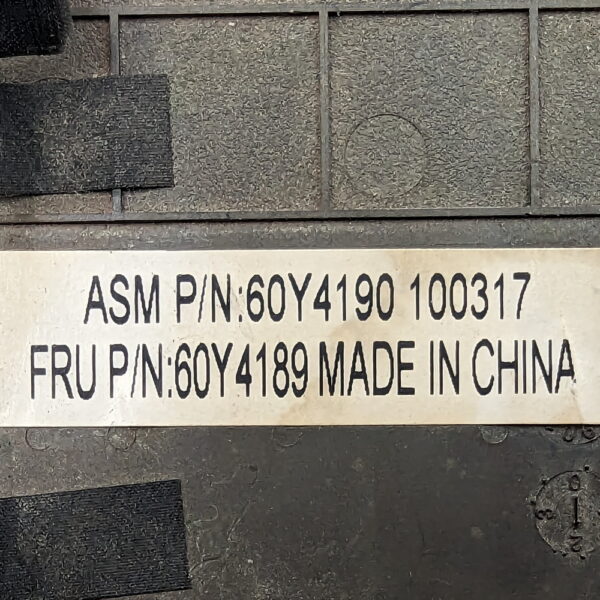 ASM P/N:60Y4190 100317
FRU P/N:60Y4189 MADE IN CHINA